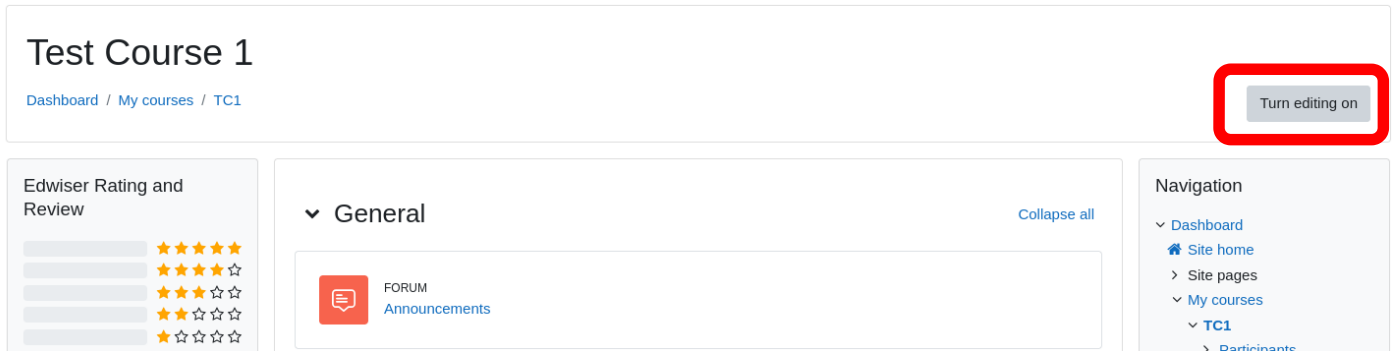 Test Course 1
Dashboard / My courses / TC1
Turn editing on
Edwiser Rating and
Review
General
Collapse all
FORUM
Announcements
Navigation
Dashboard
Site home
Site pages
My courses
TC1
Participants